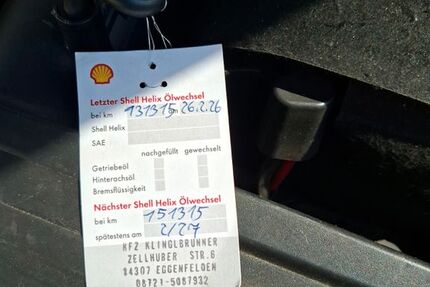 Letzter Shell Helix Ölwechsel
bei km 131315 am 26.2.26
Shell Helix
SAE
nachgefüllt gewechselt
Getriebeöl
Hinterachsöl
Bremsflüssigkeit
Nächster Shell Helix Ölwechsel
bei km 151315
spätestens am 2/27
KFZ KLINGLBRUNNER
ZELLHUBER STR.6
84307 EGGENFELDEN
08721-5087932